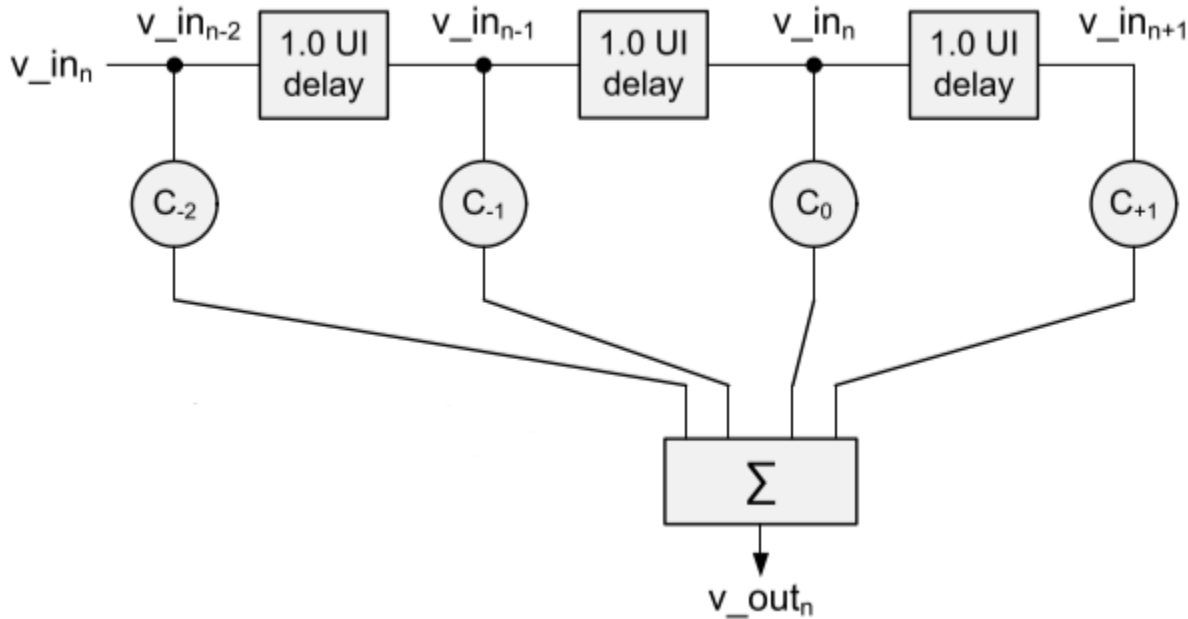 v_inₙ
v_inₙ₋₂
1.0 UI
delay
v_inₙ₋₁
1.0 UI
delay
v_inₙ
1.0 UI
delay
v_inₙ₊₁
C₋₂
C₋₁
C₀
C₊₁
Σ
v_outₙ